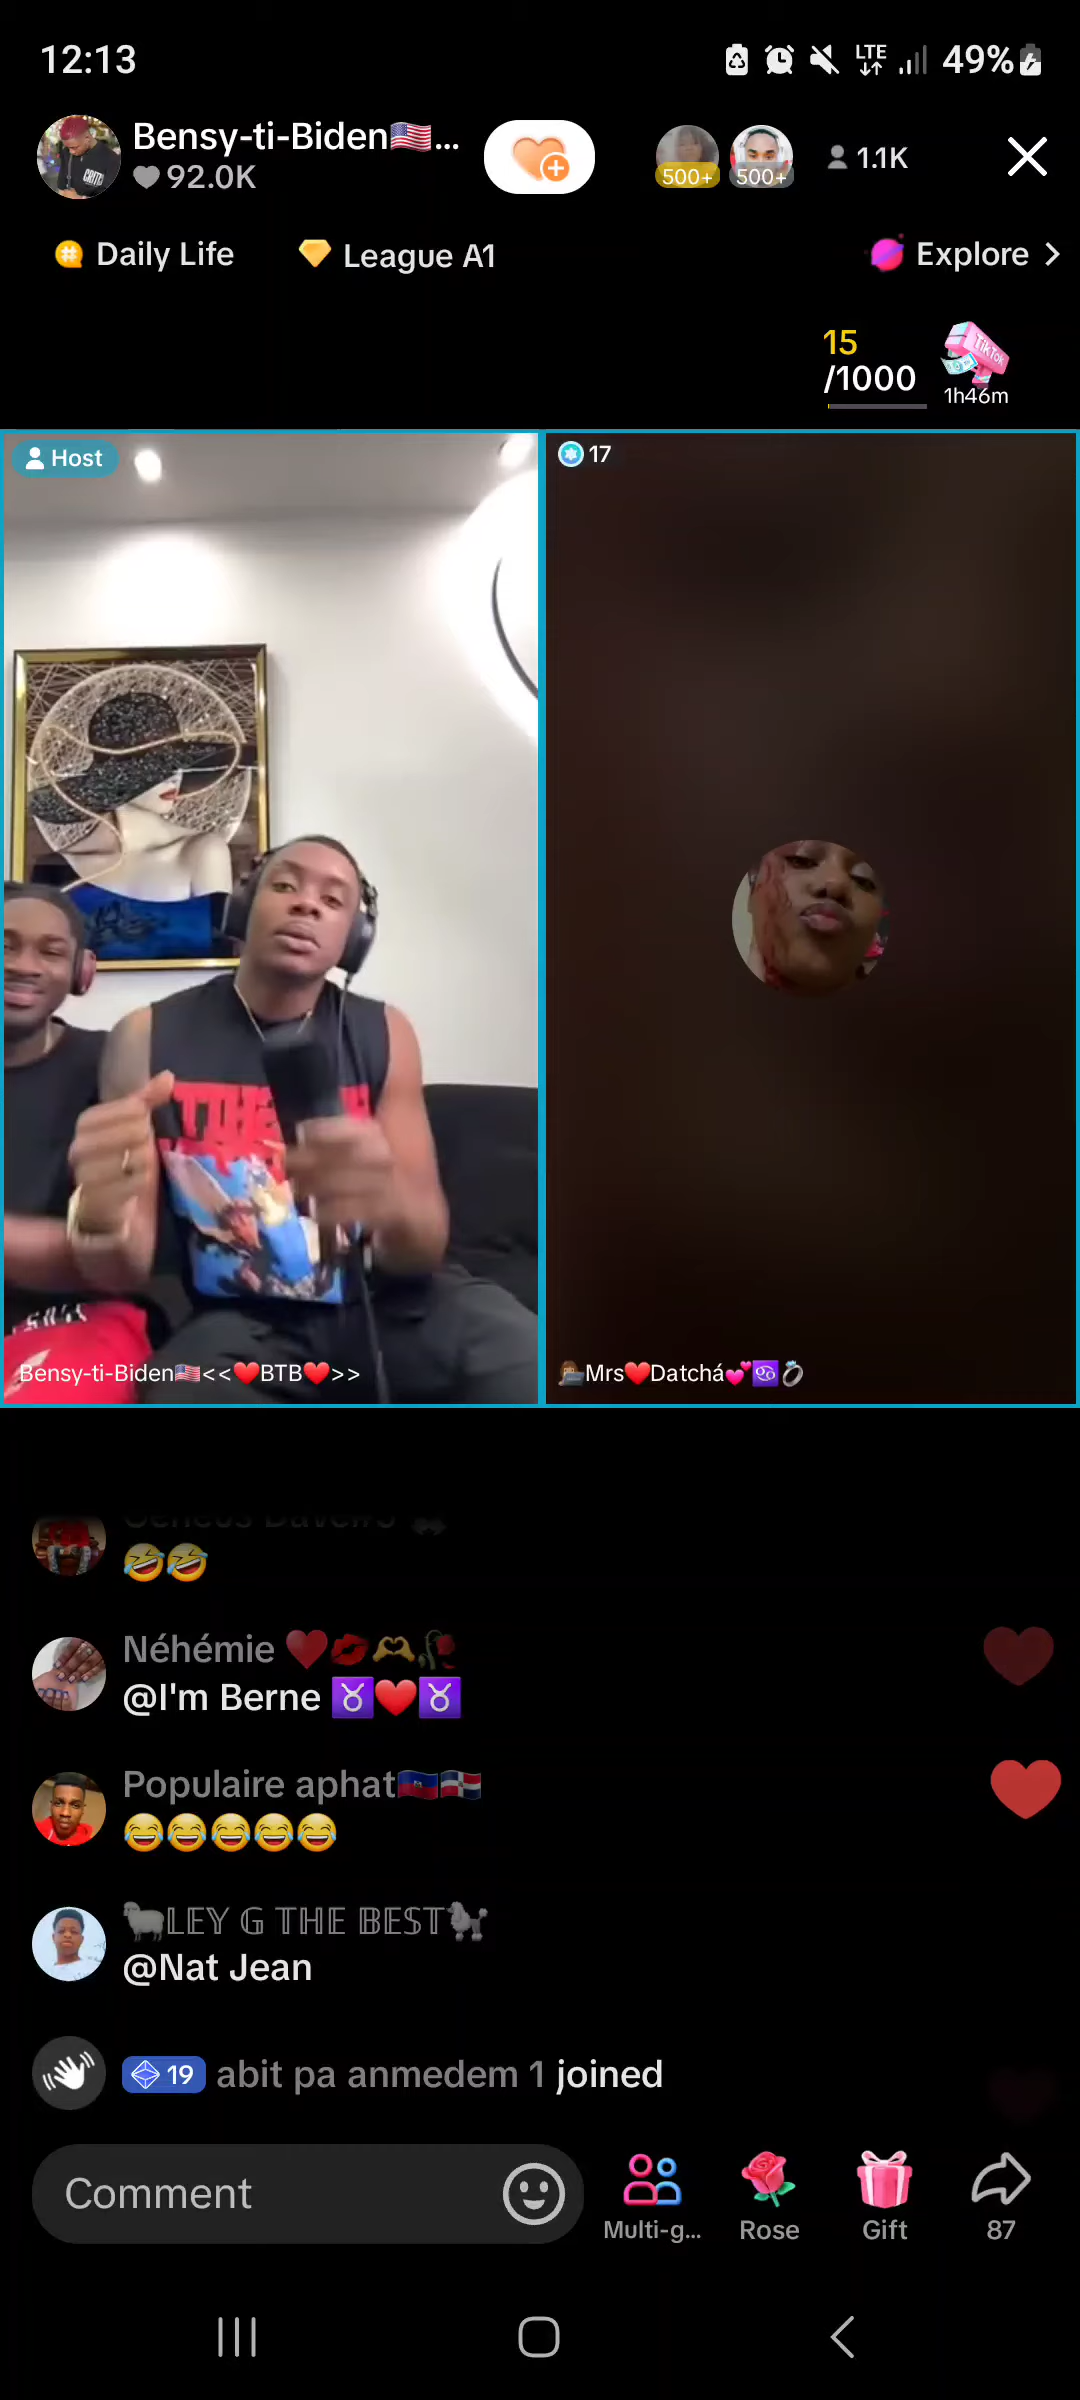 12:13
LTE
49%
Bensy-ti-Biden🇺🇸...
92.0K
500+
500+
1.1K
Daily Life
League A1
Explore >
15
/1000
TikTok
1h46m
Host
17
Bensy-ti-Biden🇺🇸<<❤️BTB❤️>>
Mrs❤️Datchá💕♋💍
🤣🤣
Néhémie ❤️💋🫶🥀
@I'm Berne ♉❤️♉
Populaire aphat🇭🇹🇩🇴
😂😂😂😂😂
🐑𝕃𝔼𝕐 𝔾 𝕋ℍ𝔼 𝔹𝔼𝕊𝕋🐩
@Nat Jean
19 abit pa anmedem 1 joined
Comment
Multi-g...
Rose
Gift
87